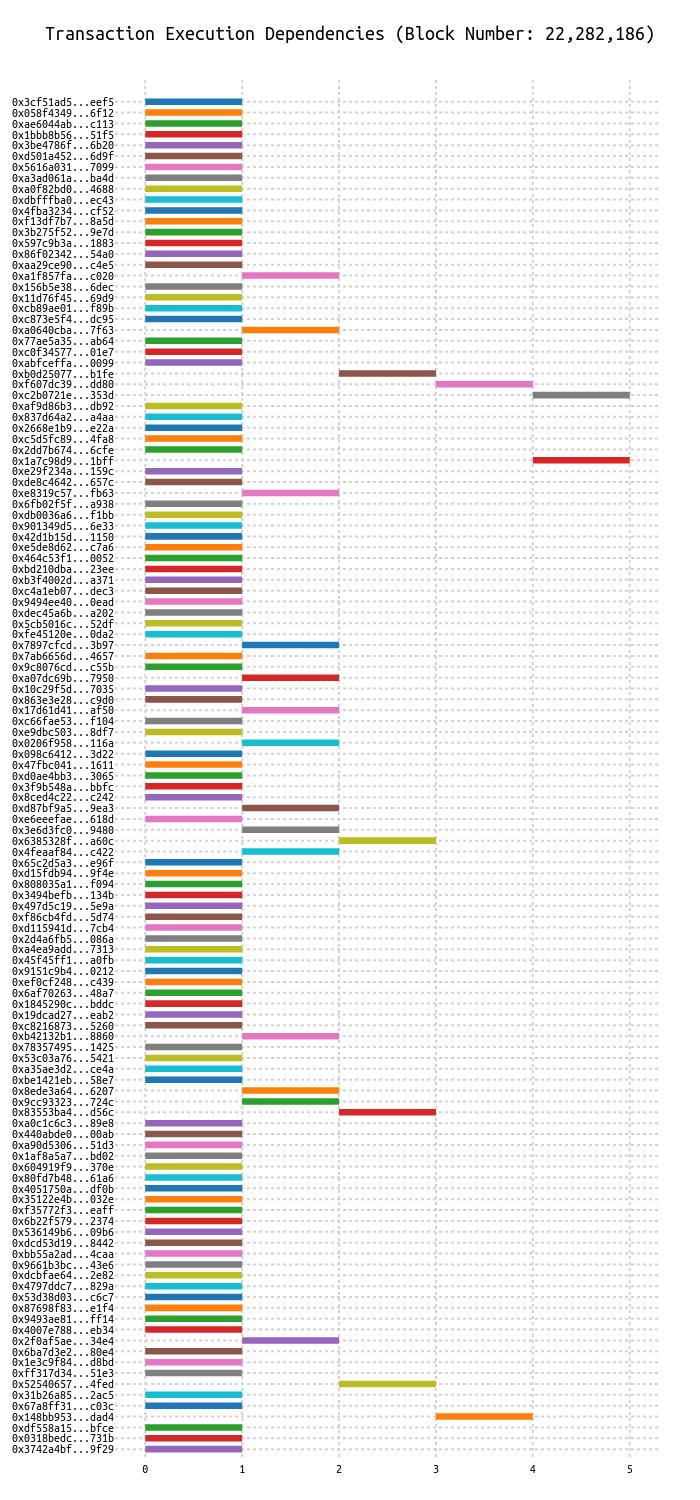 Transaction Execution Dependencies (Block Number: 22,282,186)
0x3cf51ad5...eef5
0x058f4349...6f12
0xae6044ab...c113
0x1bbb8b56...51f5
0x3be4786f...6b20
0xd501a452...6d9f
0x5616a031...7099
0xa3ad061a...ba4d
0xa0f82bd0...4688
0xdbfffba0...ec43
0x4fba3234...cf52
0xf13df7b7...8a5d
0x3b275f52...9e7d
0x597c9b3a...1883
0x86f02342...54a0
0xaa29ce90...c4e5
0xa1f857fa...c020
0x156b5e38...6dec
0x11d76f45...69d9
0xcb89ae01...f89b
0xc873e5f4...dc95
0xa0640cba...7f63
0x77ae5a35...ab64
0xc0f34577...01e7
0xabfceffa...0099
0xb0d25077...b1fe
0xf607dc39...dd80
0xc2b0721e...353d
0xaf9d86b3...db92
0x837d64a2...a4aa
0x2668e1b9...e22a
0xc5d5fc89...4fa8
0x2dd7b674...6cfe
0x1a7c98d9...1bff
0xe29f234a...159c
0xde8c4642...657c
0xe8319c57...fb63
0x6fb02f5f...a938
0xdb0036a6...f1bb
0x901349d5...6e33
0x42d1b15d...1150
0xe5de8d62...c7a6
0x464c53f1...0052
0xbd210dba...23ee
0xb3f4002d...a371
0xc4a1eb07...dec3
0x9494ee40...0ead
0xdec45a6b...a202
0x5cb5016c...52df
0xfe45120e...0da2
0x7897cfcd...3b97
0x7ab6656d...4657
0x9c8076cd...c55b
0xa07dc69b...7950
0x10c29f5d...7035
0x863e3e28...c9d0
0x17d61d41...af50
0xc66fae53...f104
0xe9dbc503...8df7
0x0206f958...116a
0x098c6412...3d22
0x47fbc041...1611
0xd0ae4bb3...3065
0x3f9b548a...bbfc
0x8ced4c22...c242
0xd87bf9a5...9ea3
0xe6eeefae...618d
0x3e6d3fc0...9480
0x6385328f...a60c
0x4feaaf84...c422
0x65c2d5a3...e96f
0xd15fdb94...9f4e
0x808035a1...f094
0x3494befb...134b
0x497d5c19...5e9a
0xf86cb4fd...5d74
0xd115941d...7cb4
0x2d4a6fb5...086a
0xa4ea9add...7313
0x45f45ff1...a0fb
0x9151c9b4...0212
0xef0cf248...c439
0x6af70263...48a7
0x1845290c...bddc
0x19dcad27...eab2
0xc8216873...5260
0xb42132b1...8860
0x78357495...1425
0x53c03a76...5421
0xa35ae3d2...ce4a
0xbe1421eb...58e7
0x8ede3a64...6207
0x9cc93323...724c
0x83553ba4...d56c
0xa0c1c6c3...89e8
0x440abde0...00ab
0xa90d5306...51d3
0x1af8a5a7...bd02
0x604919f9...370e
0x80fd7b48...61a6
0x4051750a...df0b
0x35122e4b...032e
0xf35772f3...eaff
0x6b22f579...2374
0x536149b6...09b6
0xdcd53d19...8442
0xbb55a2ad...4caa
0x9661b3bc...43e6
0xdcbfae64...2e82
0x4797ddc7...829a
0x53d38d03...c6c7
0x87698f83...e1f4
0x9493ae81...ff14
0x4007e788...eb34
0x2f0af5ae...34e4
0x6ba7d3e2...80e4
0x1e3c9f84...d8bd
0xff317d34...51e3
0x52540657...4fed
0x31b26a85...2ac5
0x67a8ff31...c03c
0x148bb953...dad4
0xdf558a15...bfce
0x0318bedc...731b
0x3742a4bf...9f29
0 1 2 3 4 5